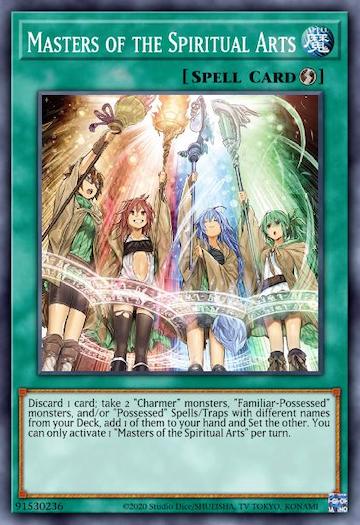 MASTERS OF THE SPIRITUAL ARTS
魔
[SPELL CARD]
Discard 1 card; take 2 "Charmer" monsters, "Familiar-Possessed"
monsters, and/or "Possessed" Spells/Traps with different names
from your Deck, add 1 of them to your hand and Set the other. You
can only activate 1 "Masters of the Spiritual Arts" per turn.
91530236
©2020 Studio Dice/SHUEISHA, TV TOKYO, KONAMI